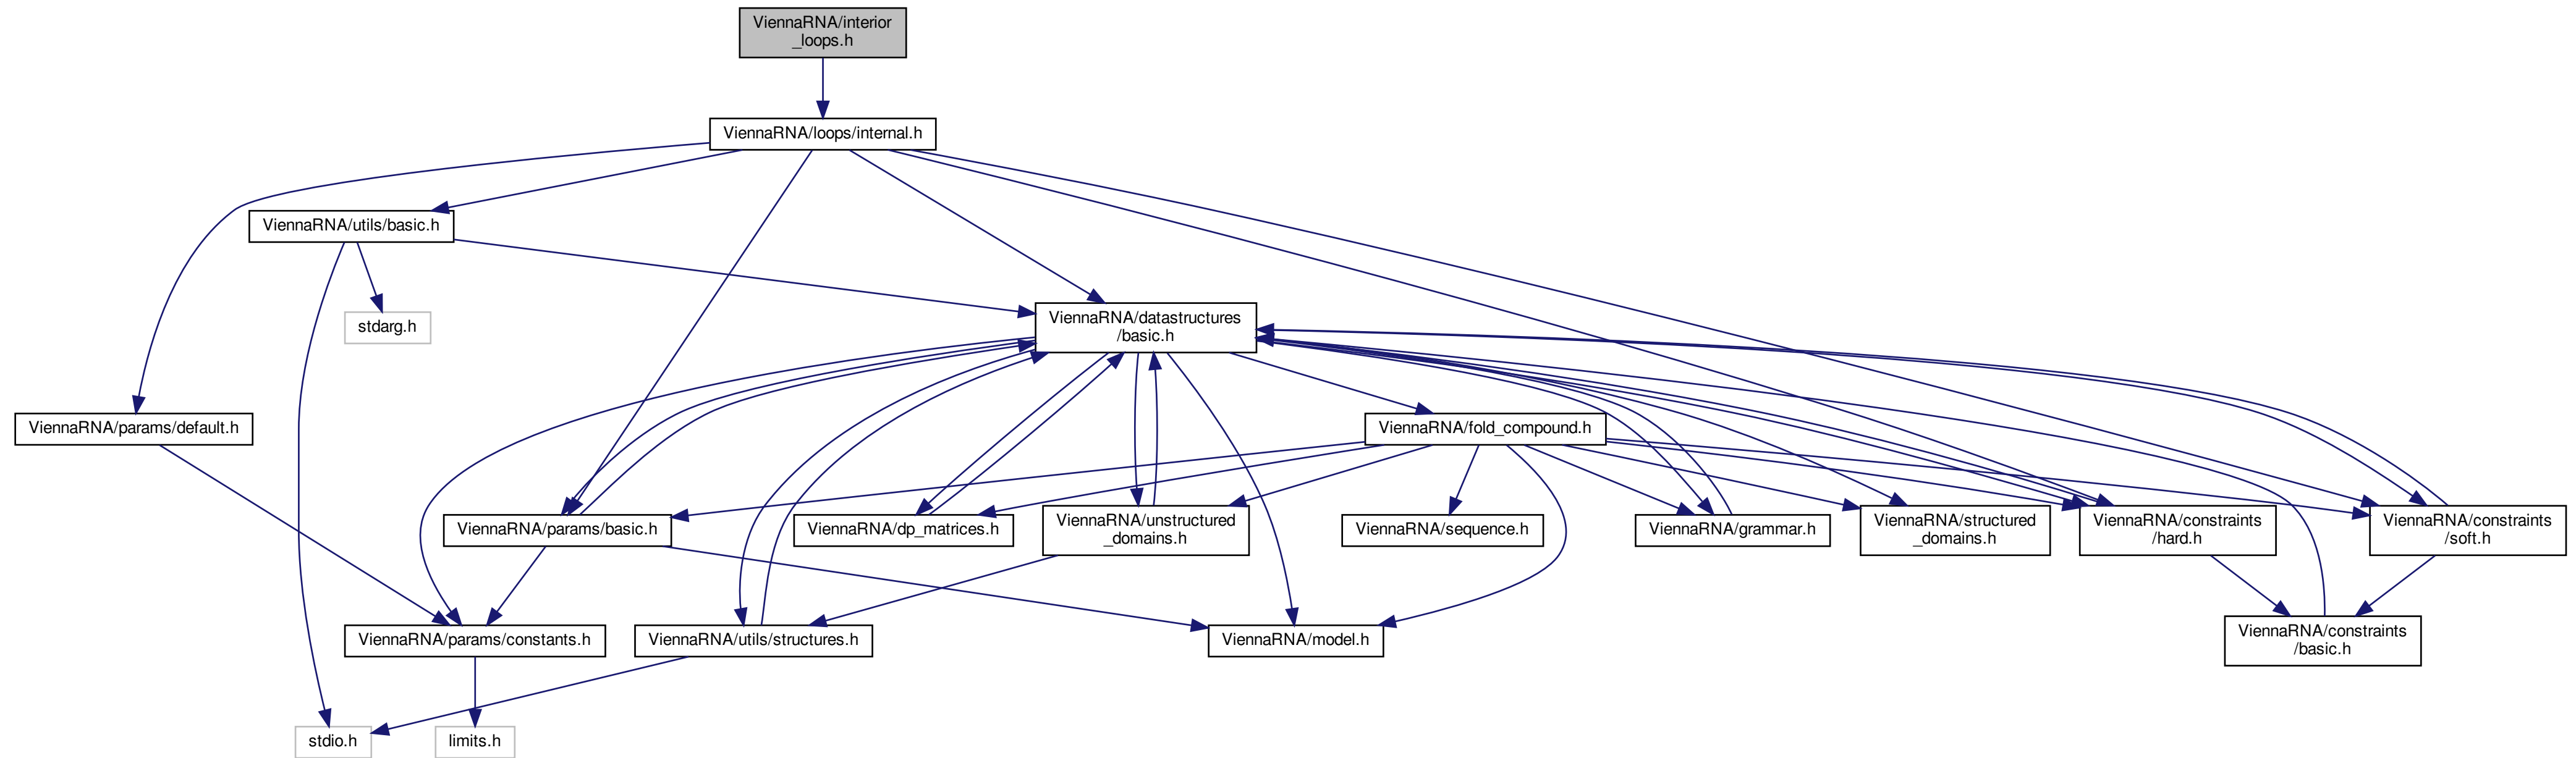 ViennaRNA/interior
_loops.h
ViennaRNA/loops/internal.h
ViennaRNA/utils/basic.h
stdarg.h
ViennaRNA/datastructures
/basic.h
ViennaRNA/params/default.h
ViennaRNA/fold_compound.h
ViennaRNA/params/basic.h
ViennaRNA/dp_matrices.h
ViennaRNA/unstructured
_domains.h
ViennaRNA/sequence.h
ViennaRNA/grammar.h
ViennaRNA/structured
_domains.h
ViennaRNA/constraints
/hard.h
ViennaRNA/constraints
/soft.h
ViennaRNA/params/constants.h
ViennaRNA/utils/structures.h
ViennaRNA/model.h
ViennaRNA/constraints
/basic.h
stdio.h
limits.h